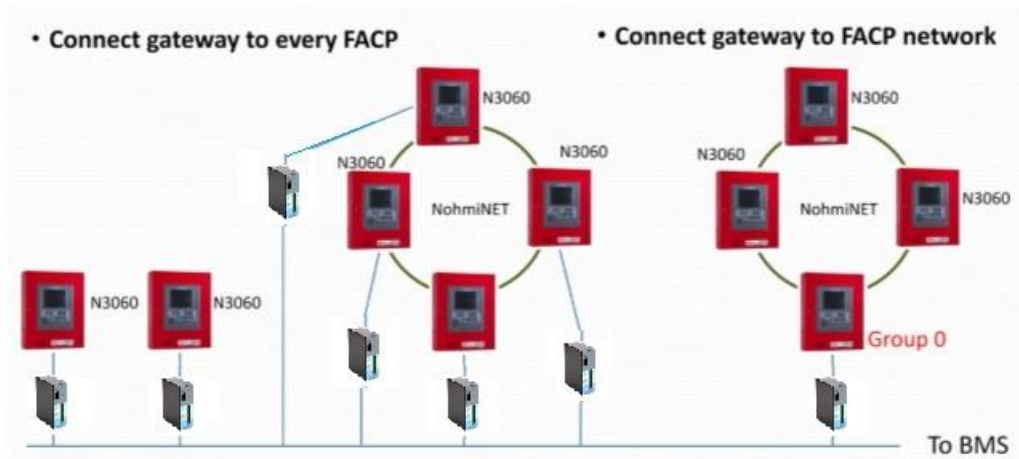 • Connect gateway to every FACP
• Connect gateway to FACP network
N3060
N3060
N3060
N3060
N3060
N3060
NohmiNET
NohmiNET
N3060
N3060
N3060
Group 0
To BMS